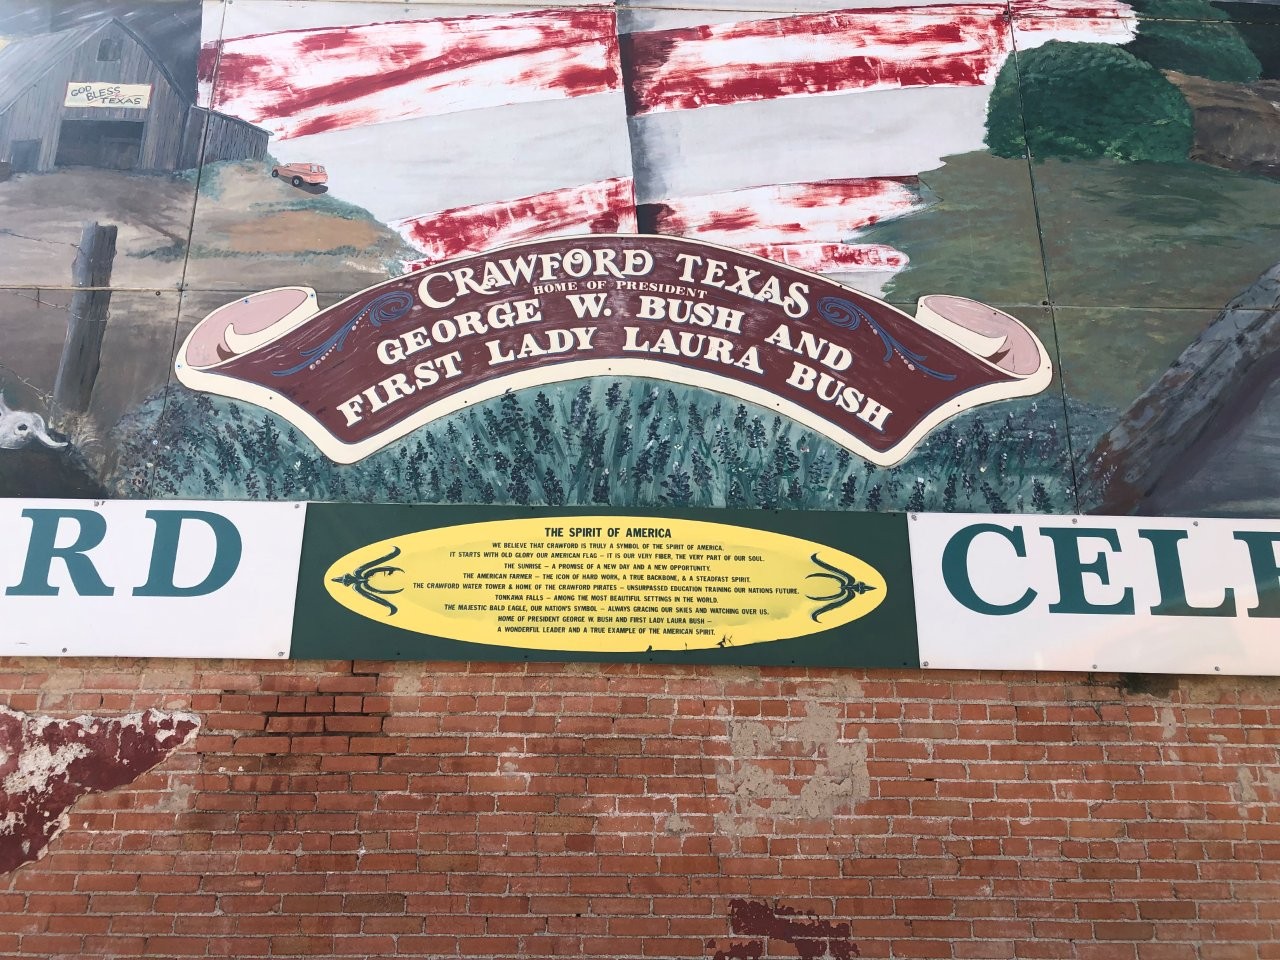 GOD
BLESS
TEXAS
CRAWFORD TEXAS
HOME OF PRESIDENT
GEORGE W. BUSH AND
FIRST LADY LAURA BUSH
RD
CELE
THE SPIRIT OF AMERICA
WE BELIEVE THAT CRAWFORD IS TRULY A SYMBOL OF THE SPIRIT OF AMERICA.
IT STARTS WITH OLD GLORY OUR AMERICAN FLAG – IT IS OUR VERY FIBER, THE VERY PART OF OUR SOUL.
THE SUNRISE – A PROMISE OF A NEW DAY AND A NEW OPPORTUNITY.
THE AMERICAN FARMER – THE ICON OF HARD WORK, A TRUE BACKBONE, & A STEADFAST SPIRIT.
THE CRAWFORD WATER TOWER & HOME OF THE CRAWFORD PIRATES – UNSURPASSED EDUCATION TRAINING OUR NATIONS FUTURE.
TONKAWA FALLS – AMONG THE MOST BEAUTIFUL SETTINGS IN THE WORLD.
THE MAJESTIC BALD EAGLE, OUR NATION'S SYMBOL – ALWAYS GRACING OUR SKIES AND WATCHING OVER US.
HOME OF PRESIDENT GEORGE W. BUSH AND FIRST LADY LAURA BUSH –
A WONDERFUL LEADER AND A TRUE EXAMPLE OF THE AMERICAN SPIRIT.